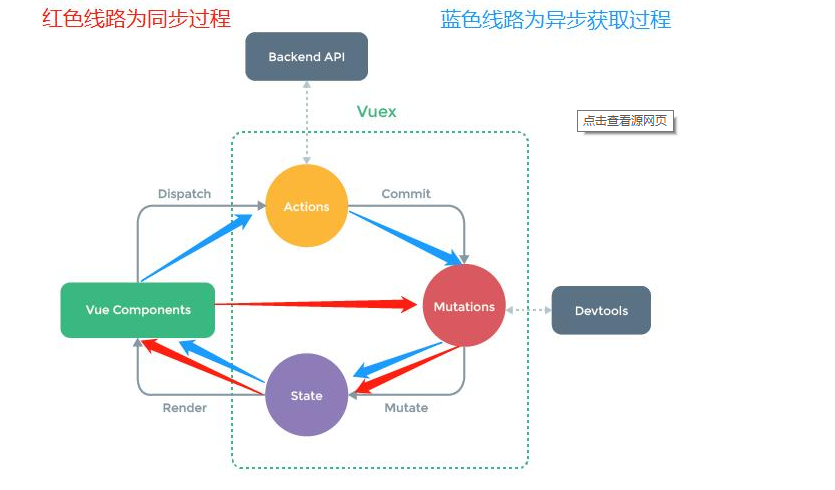 红色线路为同步过程
蓝色线路为异步获取过程
Backend API
Vuex
点击查看源网页
Dispatch
Commit
Actions
Vue Components
Mutations
Devtools
State
Render
Mutate